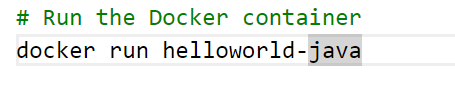 # Run the Docker container
docker run helloworld-java